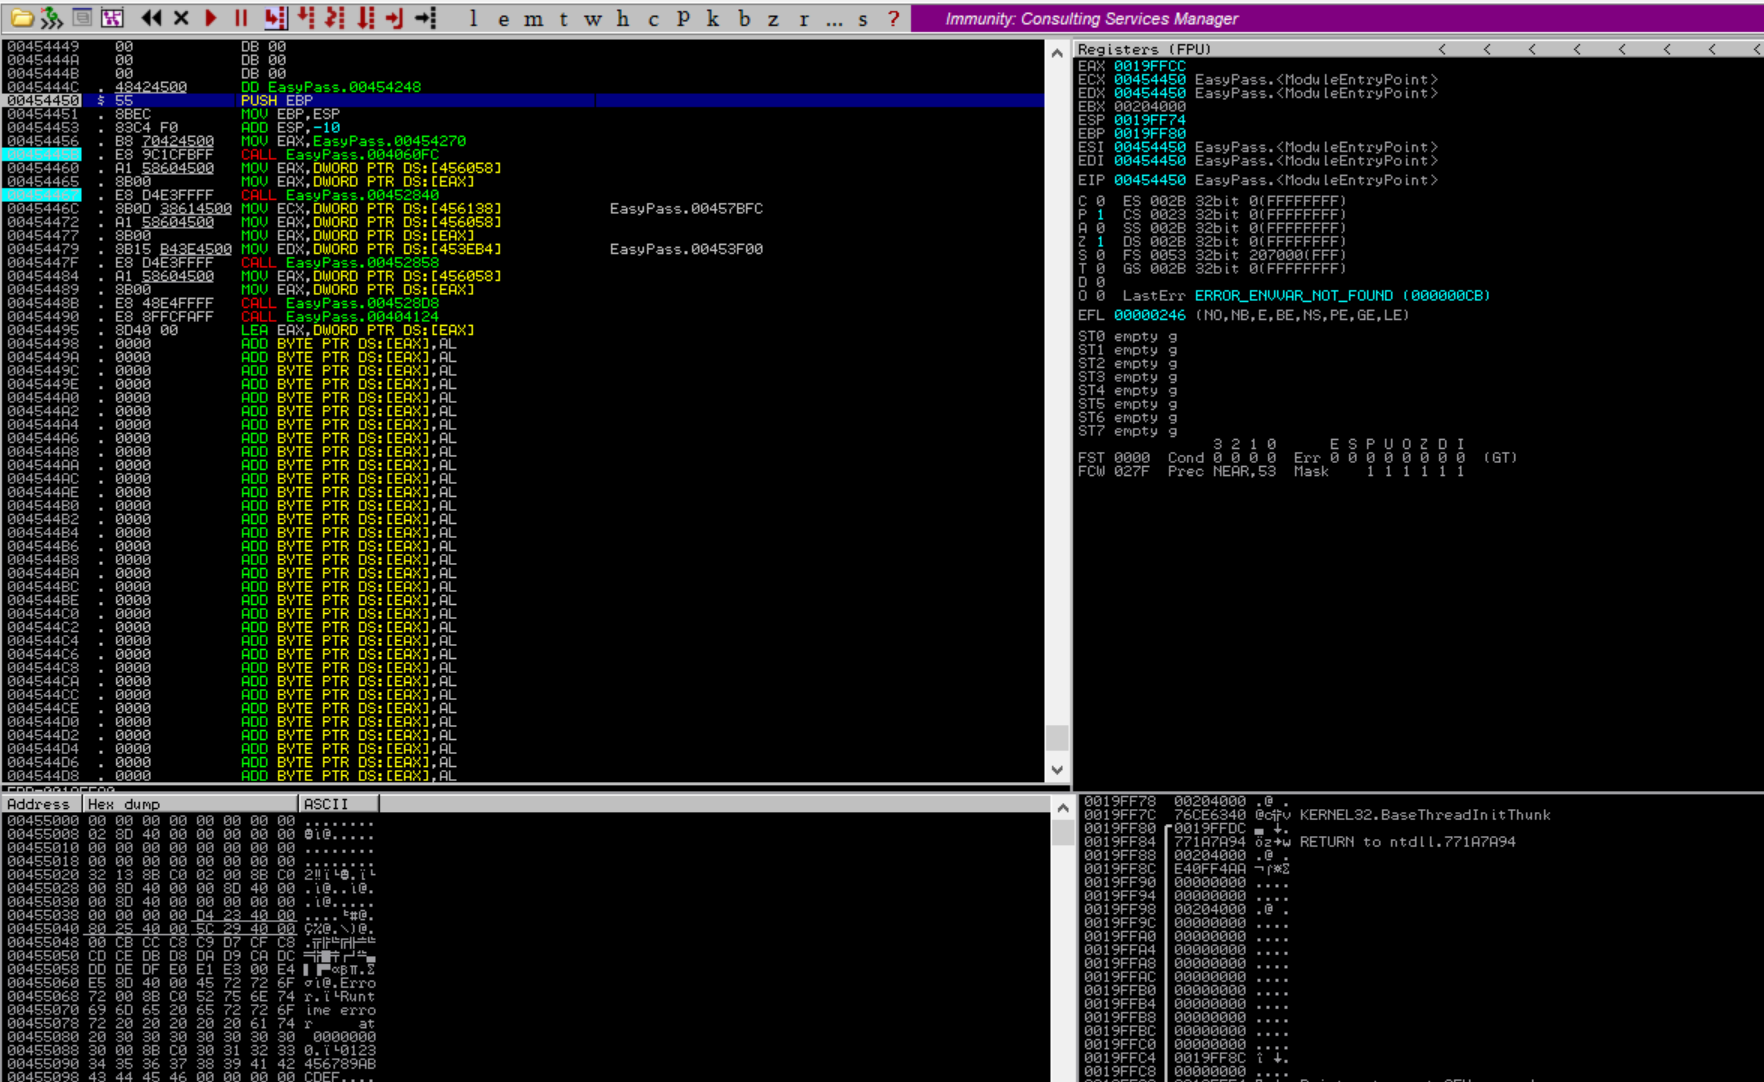 l e m t w h c P k b z r ... s ?
Immunity: Consulting Services Manager
00454449 00 DB 00
0045444A 00 DB 00
0045444B 00 DB 00
0045444C . 48424500 DD EasyPass.00454248
00454450 $ 55 PUSH EBP
00454451 . 8BEC MOV EBP,ESP
00454453 . 83C4 F0 ADD ESP,-10
00454456 . B8 70424500 MOV EAX,EasyPass.00454270
0045445B . E8 9C1CFBFF CALL EasyPass.004060FC
00454460 . A1 58604500 MOV EAX,DWORD PTR DS:[456058]
00454465 . 8B00 MOV EAX,DWORD PTR DS:[EAX]
00454467 . E8 D4E3FFFF CALL EasyPass.00452840
0045446C . 8B0D 38614500 MOV ECX,DWORD PTR DS:[456138] EasyPass.00457BFC
00454472 . A1 58604500 MOV EAX,DWORD PTR DS:[456058]
00454477 . 8B00 MOV EAX,DWORD PTR DS:[EAX]
00454479 . 8B15 B43E4500 MOV EDX,DWORD PTR DS:[453EB4] EasyPass.00453F00
0045447F . E8 D4E3FFFF CALL EasyPass.00452858
00454484 . A1 58604500 MOV EAX,DWORD PTR DS:[456058]
00454489 . 8B00 MOV EAX,DWORD PTR DS:[EAX]
0045448B . E8 48E4FFFF CALL EasyPass.004528D8
00454490 . E8 8FFCFAFF CALL EasyPass.00404124
00454495 . 8D40 00 LEA EAX,DWORD PTR DS:[EAX]
00454498 . 0000 ADD BYTE PTR DS:[EAX],AL
0045449A . 0000 ADD BYTE PTR DS:[EAX],AL
0045449C . 0000 ADD BYTE PTR DS:[EAX],AL
0045449E . 0000 ADD BYTE PTR DS:[EAX],AL
004544A0 . 0000 ADD BYTE PTR DS:[EAX],AL
004544A2 . 0000 ADD BYTE PTR DS:[EAX],AL
004544A4 . 0000 ADD BYTE PTR DS:[EAX],AL
004544A6 . 0000 ADD BYTE PTR DS:[EAX],AL
004544A8 . 0000 ADD BYTE PTR DS:[EAX],AL
004544AA . 0000 ADD BYTE PTR DS:[EAX],AL
004544AC . 0000 ADD BYTE PTR DS:[EAX],AL
004544AE . 0000 ADD BYTE PTR DS:[EAX],AL
004544B0 . 0000 ADD BYTE PTR DS:[EAX],AL
004544B2 . 0000 ADD BYTE PTR DS:[EAX],AL
004544B4 . 0000 ADD BYTE PTR DS:[EAX],AL
004544B6 . 0000 ADD BYTE PTR DS:[EAX],AL
004544B8 . 0000 ADD BYTE PTR DS:[EAX],AL
004544BA . 0000 ADD BYTE PTR DS:[EAX],AL
004544BC . 0000 ADD BYTE PTR DS:[EAX],AL
004544BE . 0000 ADD BYTE PTR DS:[EAX],AL
004544C0 . 0000 ADD BYTE PTR DS:[EAX],AL
004544C2 . 0000 ADD BYTE PTR DS:[EAX],AL
004544C4 . 0000 ADD BYTE PTR DS:[EAX],AL
004544C6 . 0000 ADD BYTE PTR DS:[EAX],AL
004544C8 . 0000 ADD BYTE PTR DS:[EAX],AL
004544CA . 0000 ADD BYTE PTR DS:[EAX],AL
004544CC . 0000 ADD BYTE PTR DS:[EAX],AL
004544CE . 0000 ADD BYTE PTR DS:[EAX],AL
004544D0 . 0000 ADD BYTE PTR DS:[EAX],AL
004544D2 . 0000 ADD BYTE PTR DS:[EAX],AL
004544D4 . 0000 ADD BYTE PTR DS:[EAX],AL
004544D6 . 0000 ADD BYTE PTR DS:[EAX],AL
004544D8 . 0000 ADD BYTE PTR DS:[EAX],AL
Registers (FPU) < < < < < < < <
EAX 0019FFCC
ECX 00454450 EasyPass.<ModuleEntryPoint>
EDX 00454450 EasyPass.<ModuleEntryPoint>
EBX 00204000
ESP 0019FF74
EBP 0019FF80
ESI 00454450 EasyPass.<ModuleEntryPoint>
EDI 00454450 EasyPass.<ModuleEntryPoint>
EIP 00454450 EasyPass.<ModuleEntryPoint>
C 0 ES 002B 32bit 0(FFFFFFFF)
P 1 CS 0023 32bit 0(FFFFFFFF)
A 0 SS 002B 32bit 0(FFFFFFFF)
Z 1 DS 002B 32bit 0(FFFFFFFF)
S 0 FS 0053 32bit 207000(FFF)
T 0 GS 002B 32bit 0(FFFFFFFF)
D 0
O 0 LastErr ERROR_ENVVAR_NOT_FOUND (000000CB)
EFL 00000246 (NO,NB,E,BE,NS,PE,GE,LE)
ST0 empty g
ST1 empty g
ST2 empty g
ST3 empty g
ST4 empty g
ST5 empty g
ST6 empty g
ST7 empty g
3 2 1 0 E S P U O Z D I
FST 0000 Cond 0 0 0 0 Err 0 0 0 0 0 0 0 0 (GT)
FCW 027F Prec NEAR,53 Mask 1 1 1 1 1 1
EBP=0019FF80
Address Hex dump ASCII
00455000 00 00 00 00 00 00 00 00 ........
00455008 02 8D 40 00 00 00 00 00
00455010 00 00 00 00 00 00 00 00 ........
00455018 00 00 00 00 00 00 00 00 ........
00455020 32 13 8B C0 02 00 8B C0
00455028 00 8D 40 00 00 8D 40 00 .ì@..ì@.
00455030 00 8D 40 00 00 00 00 00 .ì@.....
00455038 00 00 00 00 D4 23 40 00
00455040 80 25 40 00 5C 29 40 00 Ç%@.\)@.
00455048 00 CB CC C8 C9 D7 CF C8
00455050 CD CE DB D8 DA D9 CA DC
00455058 DD DE DF E0 E1 E3 00 E4
00455060 E5 8D 40 00 45 72 72 6F σì@.Erro
00455068 72 00 8B C0 52 75 6E 74 r.ï└Runt
00455070 69 6D 65 20 65 72 72 6F ime erro
00455078 72 20 20 20 20 20 61 74 r     at
00455080 20 30 30 30 30 30 30 30 0000000
00455088 30 00 8B C0 30 31 32 33 0.ï└0123
00455090 34 35 36 37 38 39 41 42 456789AB
00455098 43 44 45 46 00 00 00 00 CDEF....
0019FF78 00204000 .@ .
0019FF7C 76CE6340 KERNEL32.BaseThreadInitThunk
0019FF80 0019FFDC
0019FF84 771A7A94 öz→w RETURN to ntdll.771A7A94
0019FF88 00204000 .@ .
0019FF8C E40FF4AA
0019FF90 00000000 ....
0019FF94 00000000 ....
0019FF98 00204000 .@ .
0019FF9C 00000000 ....
0019FFA0 00000000 ....
0019FFA4 00000000 ....
0019FFA8 00000000 ....
0019FFAC 00000000 ....
0019FFB0 00000000 ....
0019FFB4 00000000 ....
0019FFB8 00000000 ....
0019FFBC 00000000 ....
0019FFC0 00000000 ....
0019FFC4 0019FF8C î ↓.
0019FFC8 00000000 ....